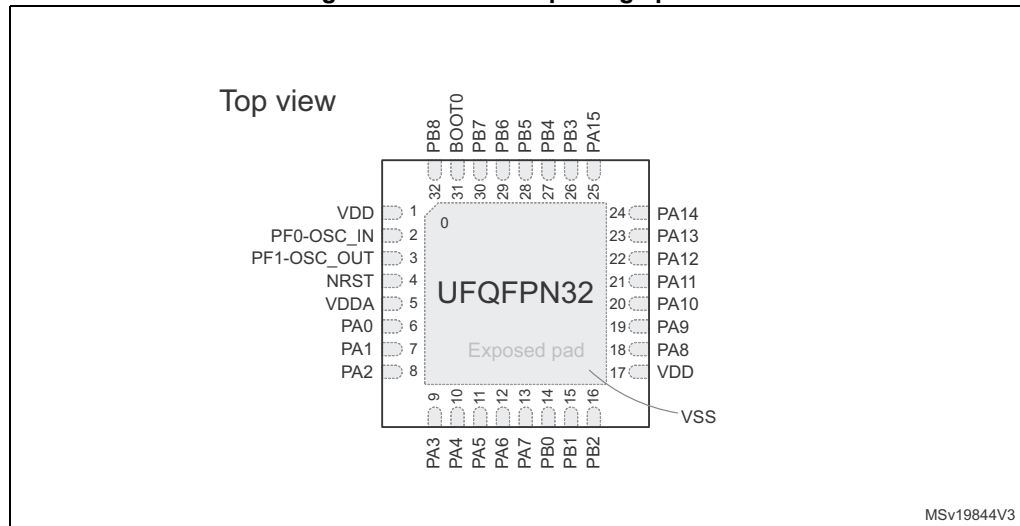 Top view
PB8
BOOT0
PB7
PB6
PB5
PB4
PB3
PA15
32
31
30
29
28
27
26
25
VDD 1
PF0-OSC_IN 2
PF1-OSC_OUT 3
NRST 4
VDDA 5
PA0 6
PA1 7
PA2 8
0
UFQFPN32
Exposed pad
24 PA14
23 PA13
22 PA12
21 PA11
20 PA10
19 PA9
18 PA8
17 VDD
VSS
9
10
11
12
13
14
15
16
PA3
PA4
PA5
PA6
PA7
PB0
PB1
PB2
MSv19844V3